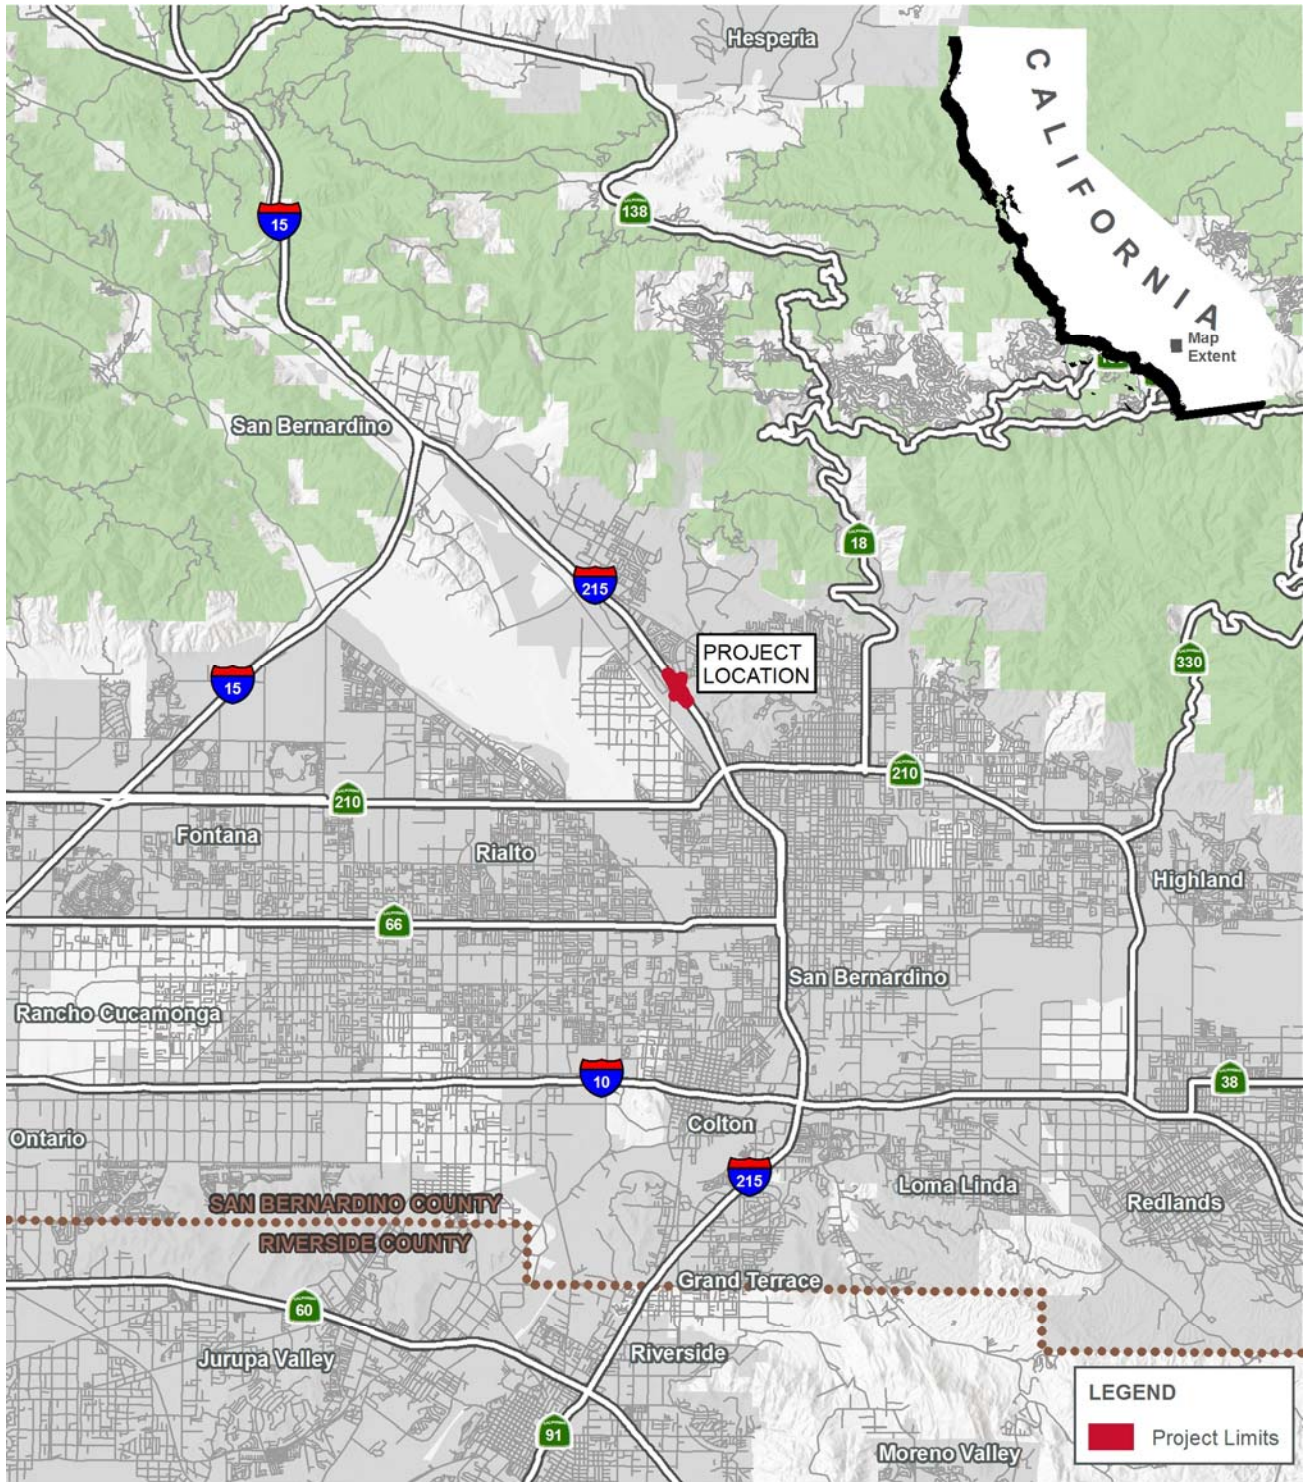 Hesperia
CALIFORNIA
Map
Extent
138
15
San Bernardino
18
215
PROJECT
LOCATION
330
15
210
210
Fontana
Rialto
Highland
66
San Bernardino
Rancho Cucamonga
10
38
Ontario
Colton
215
Loma Linda
Redlands
SAN BERNARDINO COUNTY
RIVERSIDE COUNTY
Grand Terrace
60
Jurupa Valley
Riverside
LEGEND
Project Limits
91
Moreno Valley